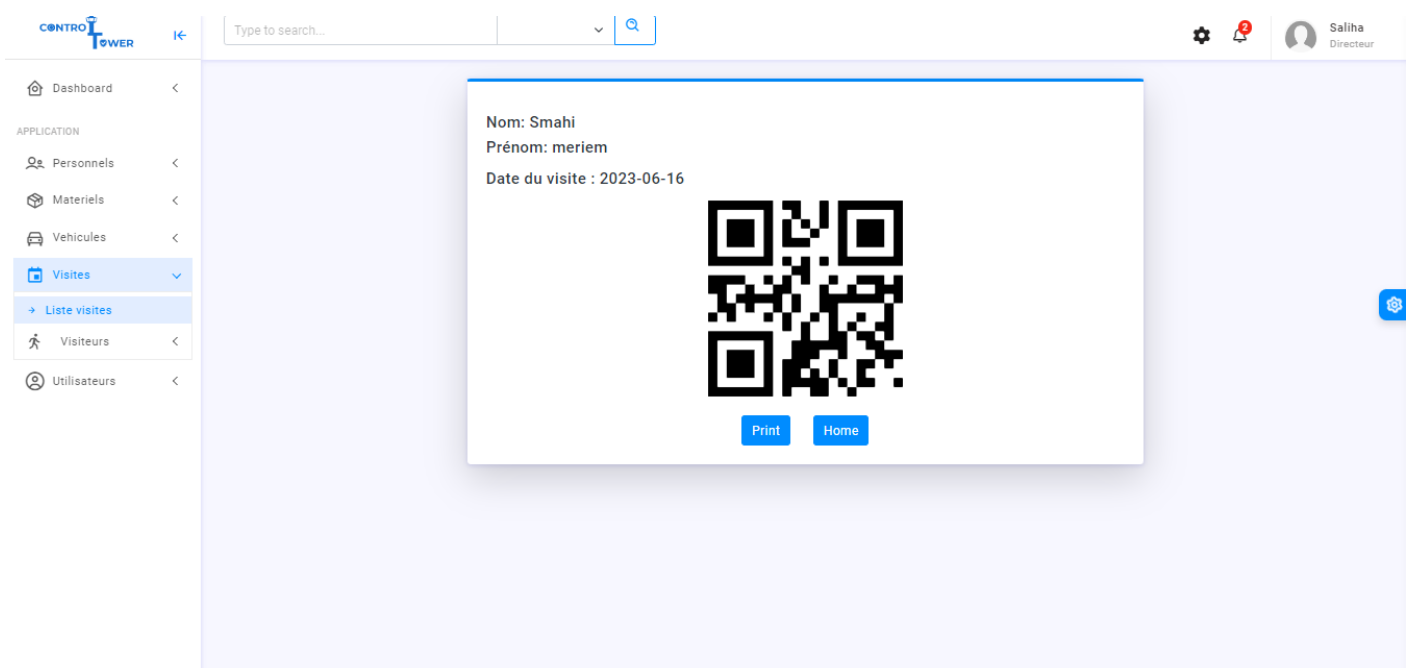 CONTROL TOWER
Type to search...
2
Saliha
Directeur
Dashboard
APPLICATION
Personnels
Materiels
Vehicules
Visites
Liste visites
Visiteurs
Utilisateurs
Nom: Smahi
Prénom: meriem
Date du visite : 2023-06-16
Print Home